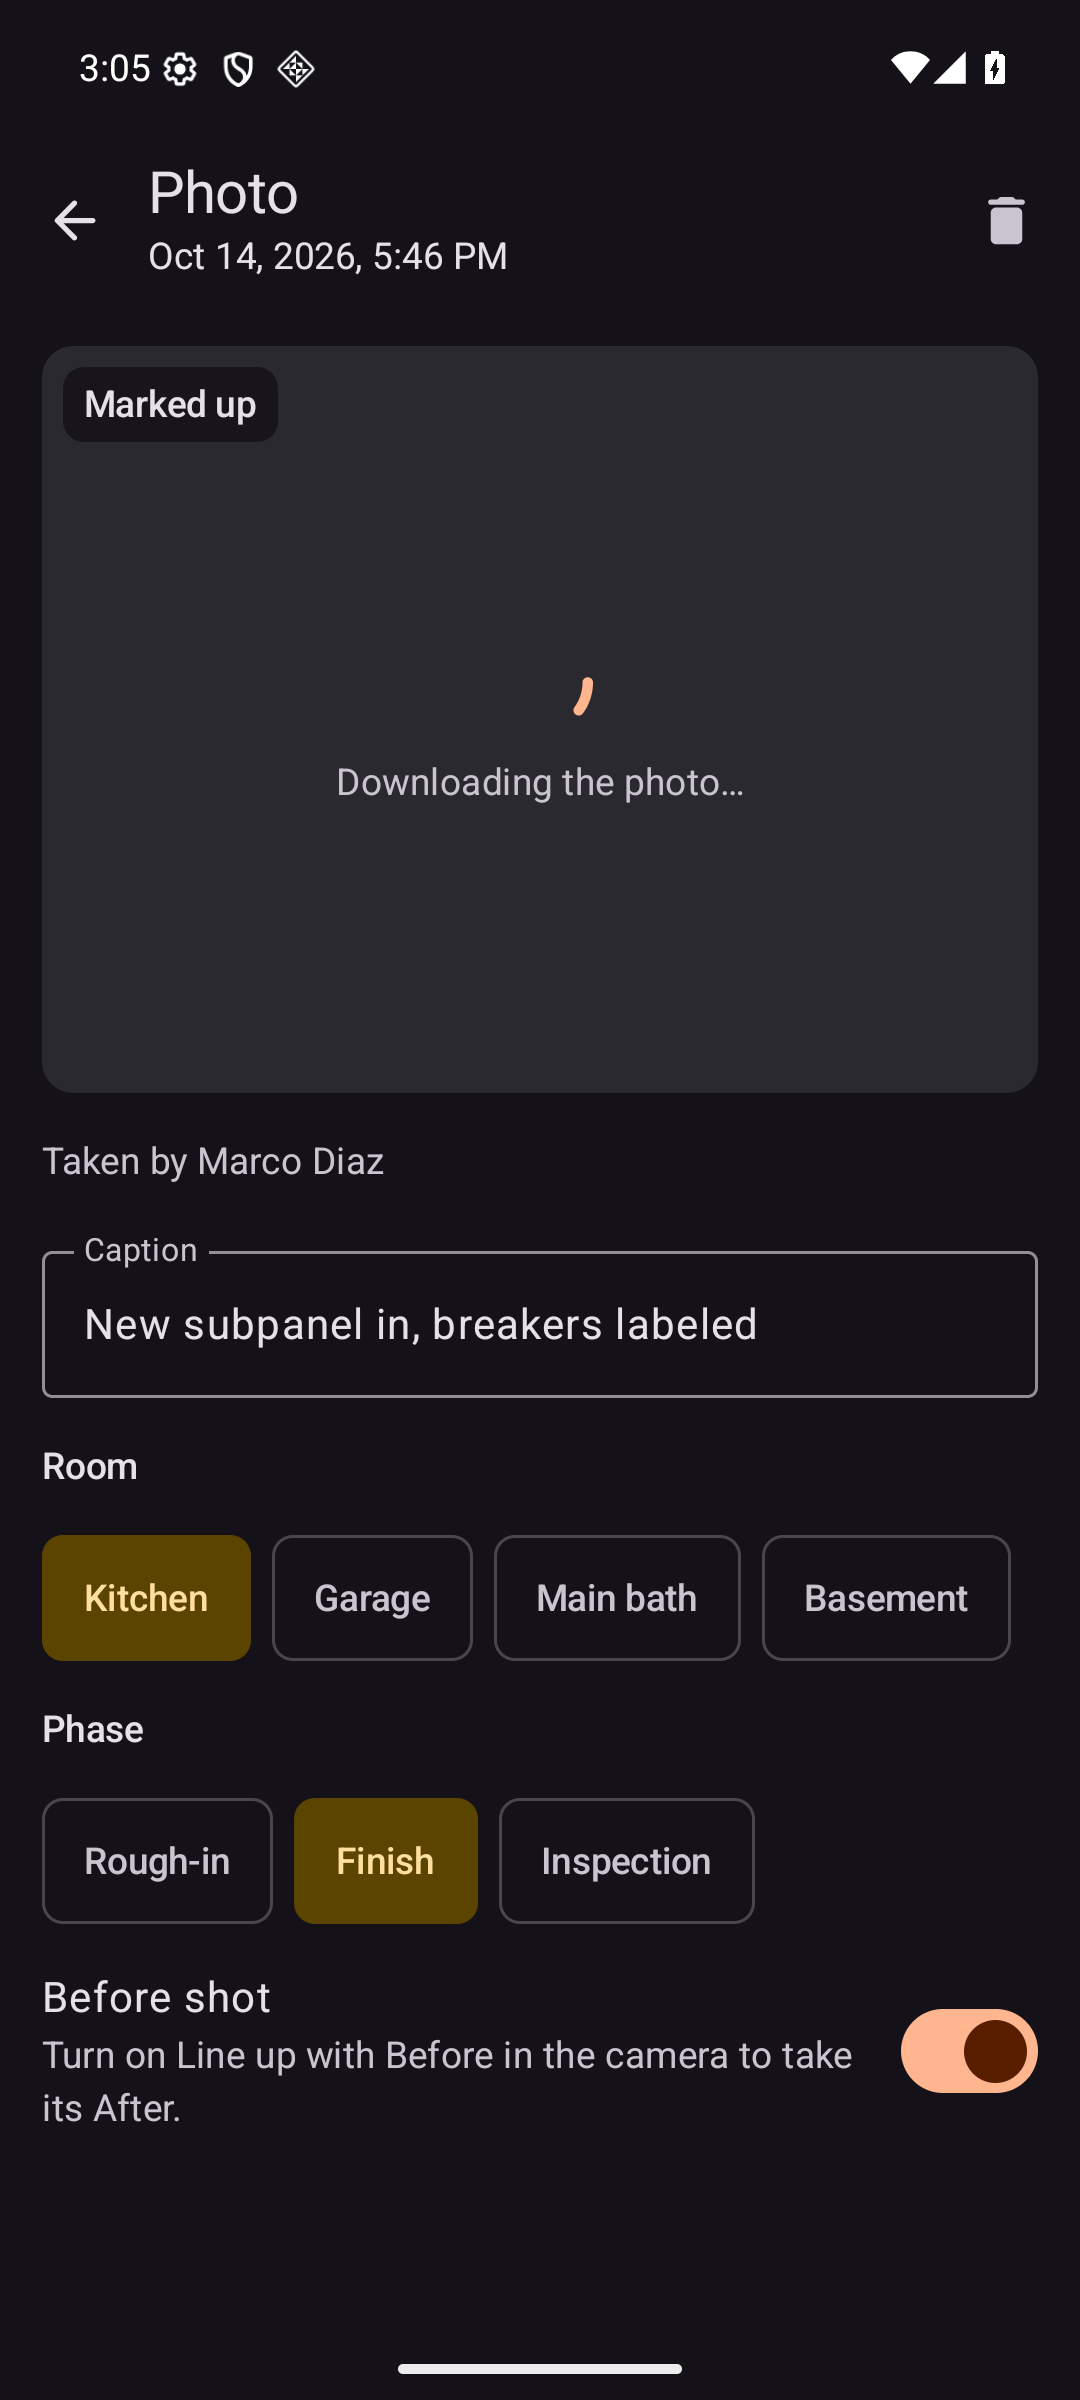 3:05
Photo
Oct 14, 2026, 5:46 PM
Marked up
Downloading the photo…
Taken by Marco Diaz
Caption
New subpanel in, breakers labeled
Room
Kitchen Garage Main bath Basement
Phase
Rough-in Finish Inspection
Before shot
Turn on Line up with Before in the camera to take
its After.